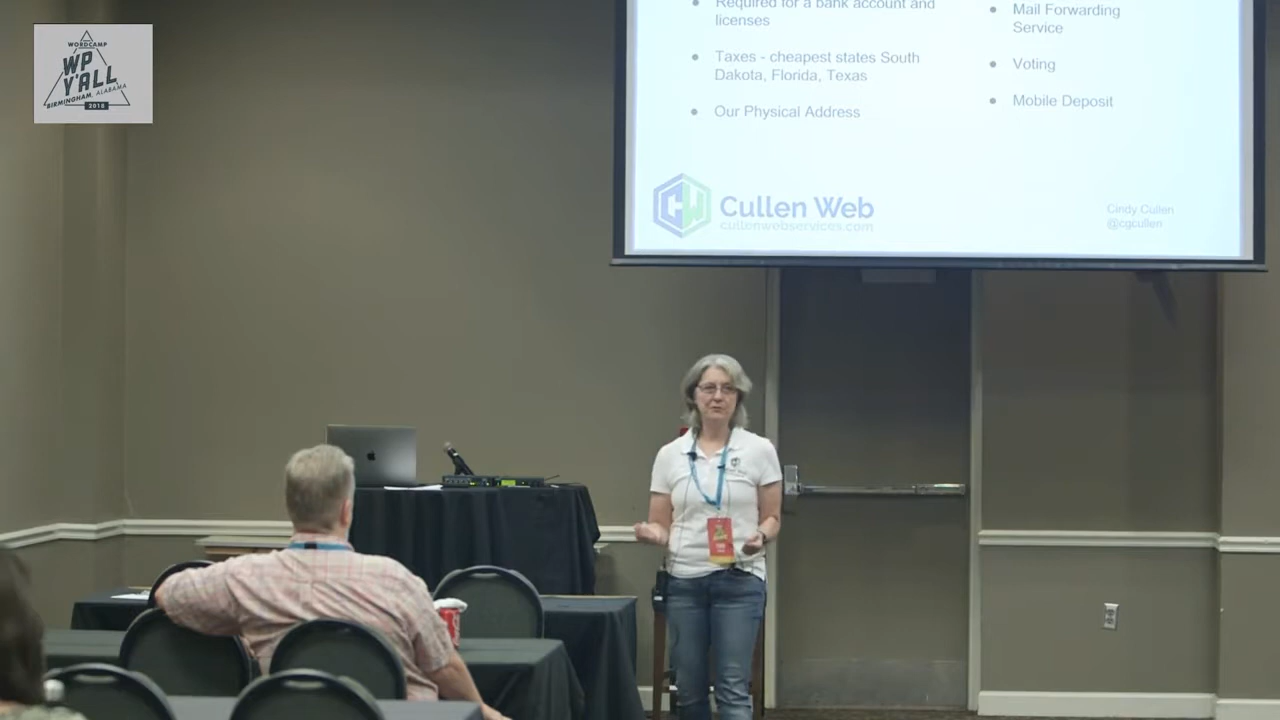 WORDCAMP
WP
Y'ALL
BIRMINGHAM, ALABAMA
2018
Required for a bank account and
licenses
Taxes - cheapest states South
Dakota, Florida, Texas
Our Physical Address
Mail Forwarding
Service
Voting
Mobile Deposit
CW
Cullen Web
cullenwebservices.com
Cindy Cullen
@cgcullen